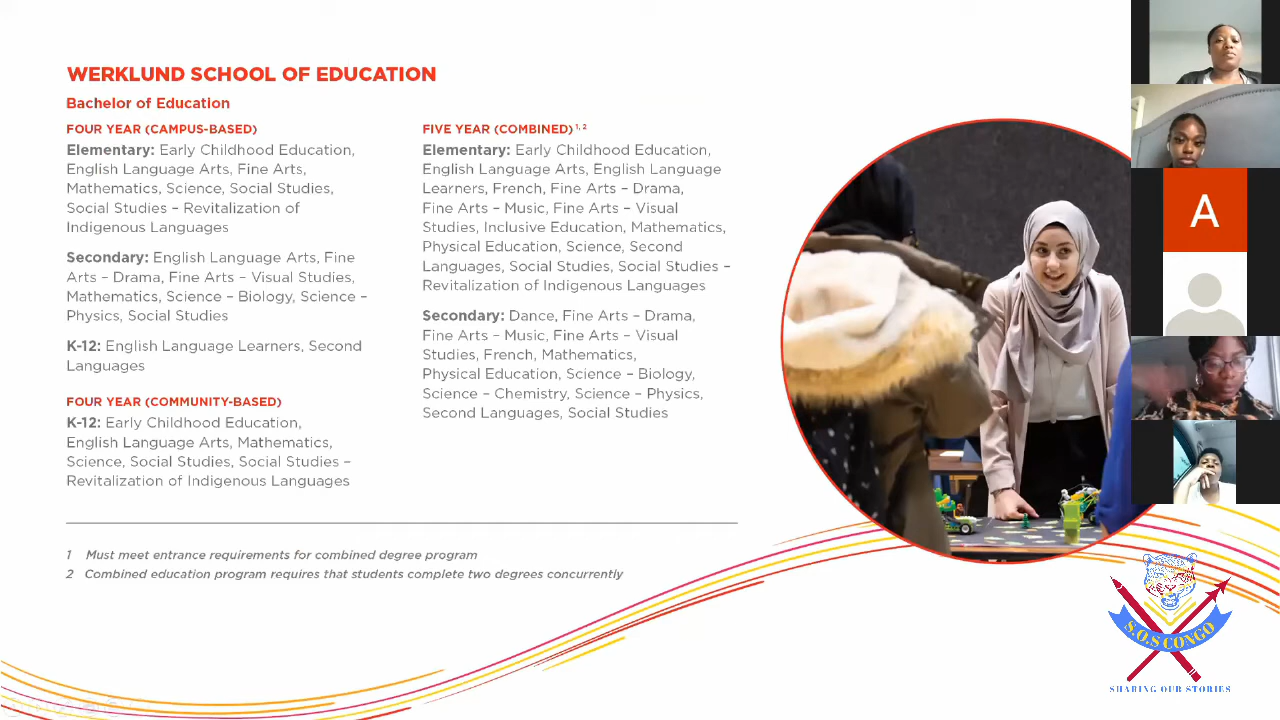 WERKLUND SCHOOL OF EDUCATION
Bachelor of Education
FOUR YEAR (CAMPUS-BASED)
Elementary: Early Childhood Education,
English Language Arts, Fine Arts,
Mathematics, Science, Social Studies,
Social Studies – Revitalization of
Indigenous Languages
Secondary: English Language Arts, Fine
Arts – Drama, Fine Arts – Visual Studies,
Mathematics, Science – Biology, Science –
Physics, Social Studies
K-12: English Language Learners, Second
Languages
FOUR YEAR (COMMUNITY-BASED)
K-12: Early Childhood Education,
English Language Arts, Mathematics,
Science, Social Studies, Social Studies –
Revitalization of Indigenous Languages
FIVE YEAR (COMBINED) 1, 2
Elementary: Early Childhood Education,
English Language Arts, English Language
Learners, French, Fine Arts – Drama,
Fine Arts – Music, Fine Arts – Visual
Studies, Inclusive Education, Mathematics,
Physical Education, Science, Second
Languages, Social Studies, Social Studies –
Revitalization of Indigenous Languages
Secondary: Dance, Fine Arts – Drama,
Fine Arts – Music, Fine Arts – Visual
Studies, French, Mathematics,
Physical Education, Science – Biology,
Science – Chemistry, Science – Physics,
Second Languages, Social Studies
1 Must meet entrance requirements for combined degree program
2 Combined education program requires that students complete two degrees concurrently
A
S.O.S CONGO
SHARING OUR STORIES